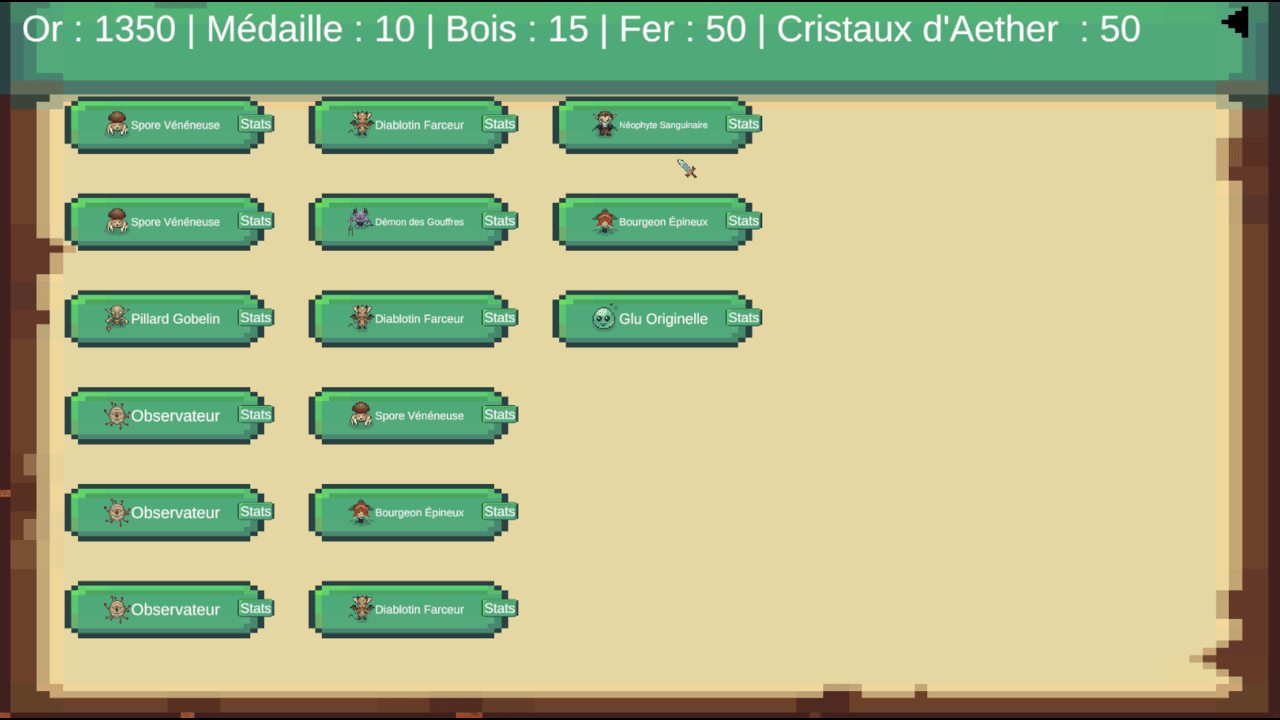 Or : 1350 | Médaille : 10 | Bois : 15 | Fer : 50 | Cristaux d'Aether : 50
Spore Vénéneuse Stats
Diablotin Farceur Stats
Néophyte Sanguinaire Stats
Spore Vénéneuse Stats
Démon des Gouffres Stats
Bourgeon Épineux Stats
Pillard Gobelin Stats
Diablotin Farceur Stats
Glu Originelle Stats
Observateur Stats
Spore Vénéneuse Stats
Observateur Stats
Bourgeon Épineux Stats
Observateur Stats
Diablotin Farceur Stats